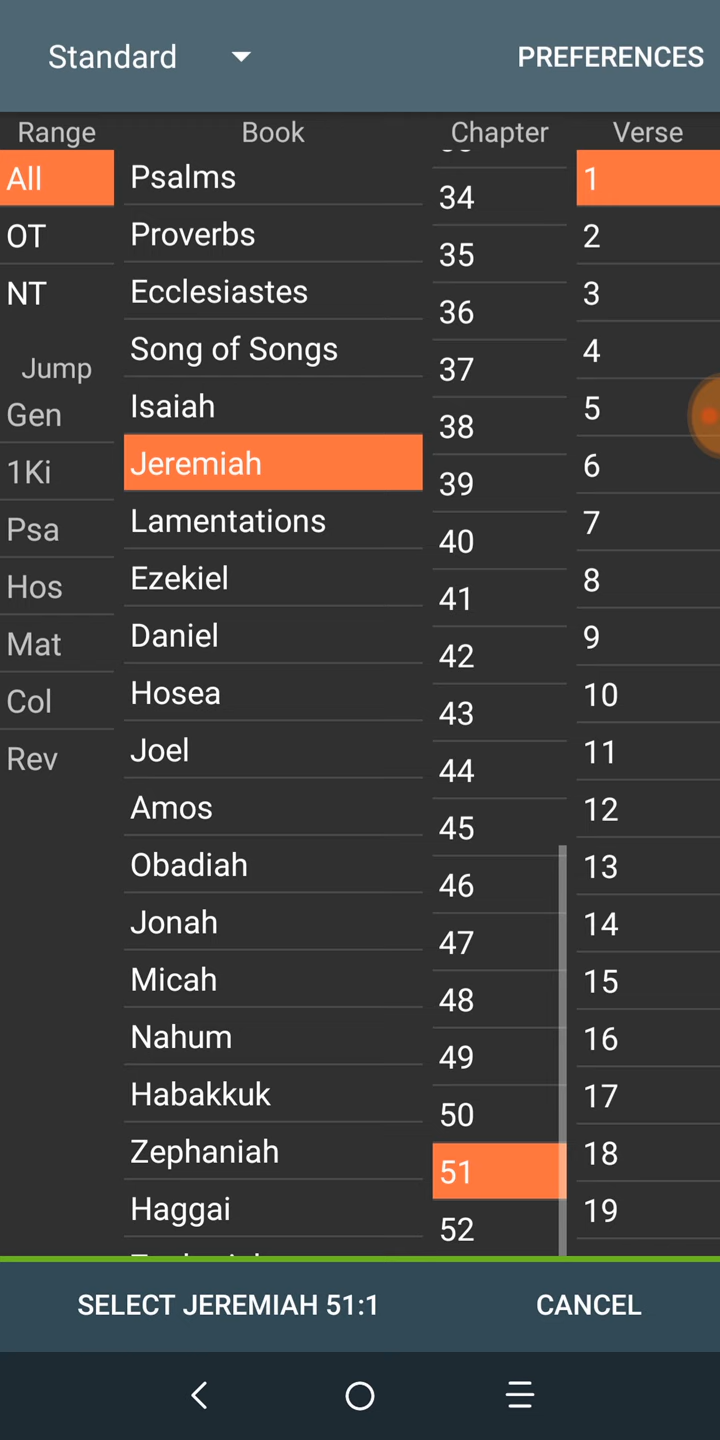 Standard
PREFERENCES
Range
Book
Chapter
Verse
All
OT
NT
Jump
Gen
1Ki
Psa
Hos
Mat
Col
Rev
Psalms
Proverbs
Ecclesiastes
Song of Songs
Isaiah
Jeremiah
Lamentations
Ezekiel
Daniel
Hosea
Joel
Amos
Obadiah
Jonah
Micah
Nahum
Habakkuk
Zephaniah
Haggai
34
35
36
37
38
39
40
41
42
43
44
45
46
47
48
49
50
51
52
1
2
3
4
5
6
7
8
9
10
11
12
13
14
15
16
17
18
19
SELECT JEREMIAH 51:1
CANCEL